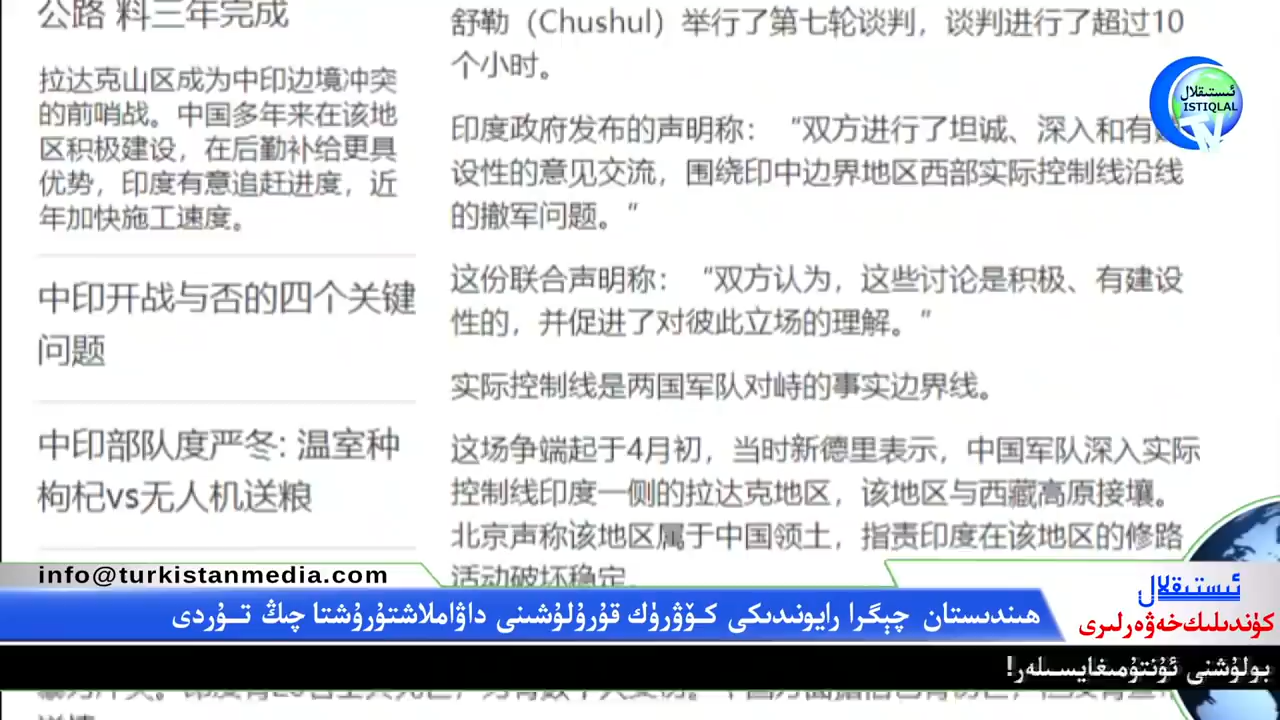 公路 料三年完成
拉达克山区成为中印边境冲突
的前哨战。中国多年来在该地
区积极建设，在后勤补给更具
优势，印度有意追赶进度，近
年加快施工速度。
中印开战与否的四个关键
问题
中印部队度严冬: 温室种
枸杞vs无人机送粮
舒勒（Chushul）举行了第七轮谈判，谈判进行了超过10
个小时。
印度政府发布的声明称：“双方进行了坦诚、深入和有建
设性的意见交流，围绕印中边界地区西部实际控制线沿线
的撤军问题。”
这份联合声明称：“双方认为，这些讨论是积极、有建设
性的，并促进了对彼此立场的理解。”
实际控制线是两国军队对峙的事实边界线。
这场争端起于4月初，当时新德里表示，中国军队深入实际
控制线印度一侧的拉达克地区，该地区与西藏高原接壤。
北京声称该地区属于中国领土，指责印度在该地区的修路
活动破坏稳定
ئىستىقلال
ISTIQLAL
TV
info@turkistanmedia.com
ھىندىستان چېگرا رايونىدىكى كۆۋرۈك قۇرۇلۇشىنى داۋاملاشتۇرۇشتا چىڭ تۇردى
ئىستىقلال
كۈندىلىك خەۋەرلىرى
بولۇشنى ئۇنتۇمىغايسىلەر!